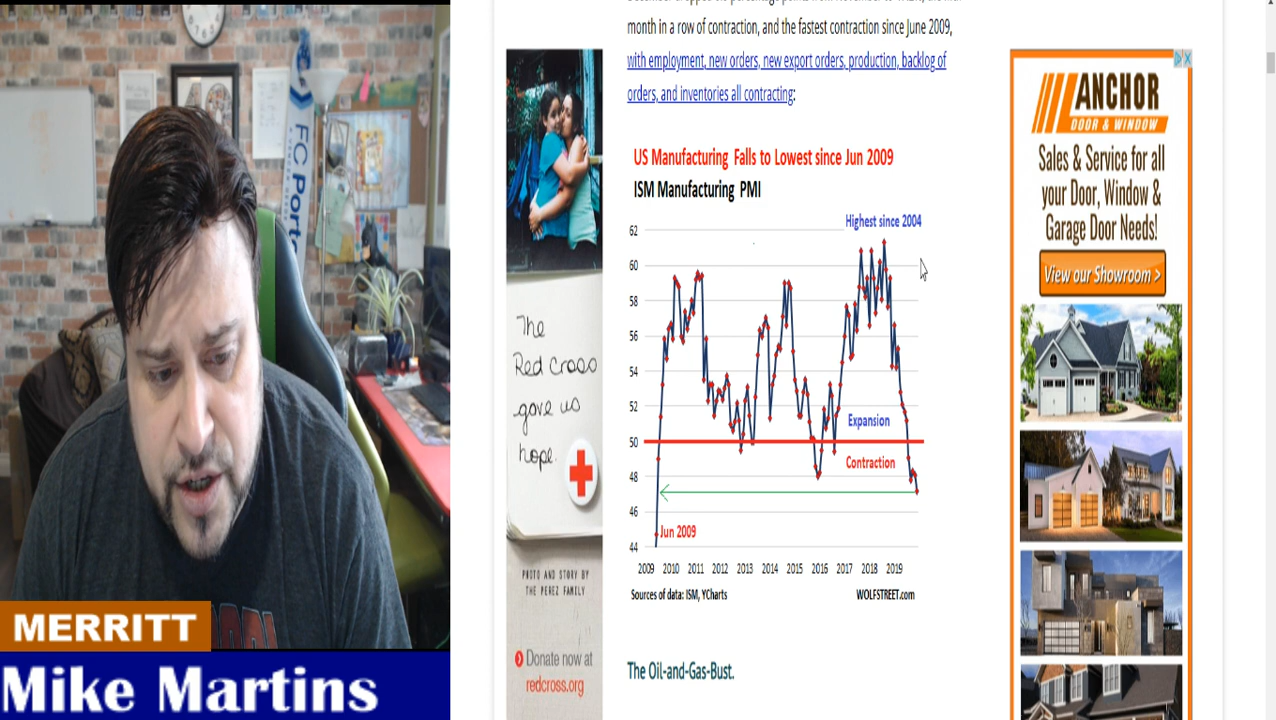 FC Porto
MERRITT
Mike Martins
month in a row of contraction, and the fastest contraction since June 2009,
with employment, new orders, new export orders, production, backlog of
orders, and inventories all contracting:
US Manufacturing Falls to Lowest since Jun 2009
ISM Manufacturing PMI
Highest since 2004
62
60
58
56
54
52
50
48
46
44
Expansion
Contraction
Jun 2009
2009 2010 2011 2012 2013 2014 2015 2016 2017 2018 2019
Sources of data: ISM, YCharts
WOLFSTREET.com
The Oil-and-Gas-Bust.
The
Red Cross
gave us
hope.
PHOTO AND STORY BY
THE PEREZ FAMILY
Donate now at
redcross.org
ANCHOR
DOOR & WINDOW
Sales & Service for all
your Door, Window &
Garage Door Needs!
View our Showroom >